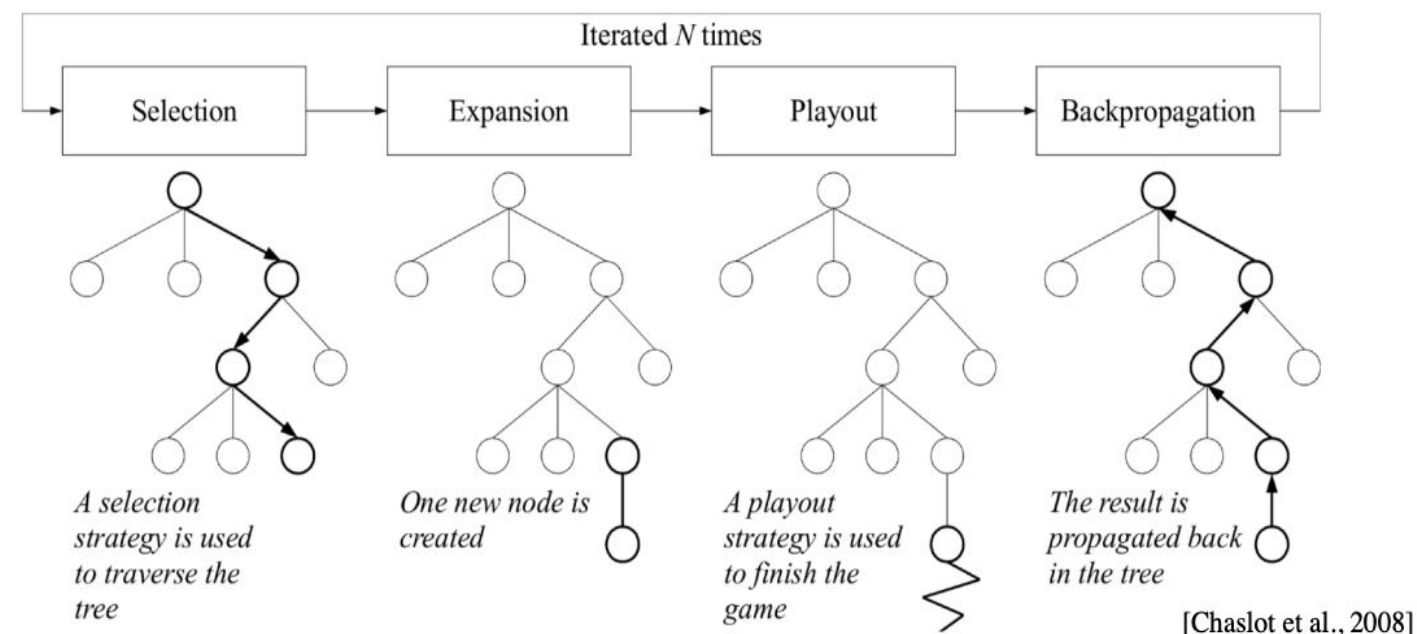 Iterated N times
Selection
Expansion
Playout
Backpropagation
A selection
strategy is used
to traverse the
tree
One new node is
created
A playout
strategy is used
to finish the
game
The result is
propagated back
in the tree
[Chaslot et al., 2008]